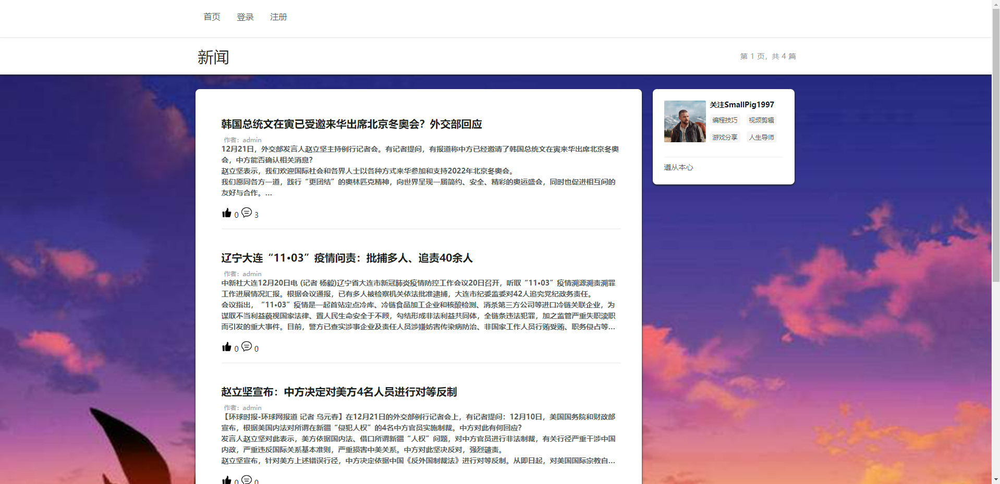 首页 登录 注册
新闻
第 1 页，共 4 篇
韩国总统文在寅已受邀来华出席北京冬奥会？外交部回应
作者：admin
12月21日，外交部发言人赵立坚主持例行记者会。有记者提问，有报道称中方已经邀请了韩国总统文在寅来华出席北京冬奥
会，中方能否确认相关消息？
赵立坚表示，我们欢迎国际社会和各界人士以各种方式来华参加和支持2022年北京冬奥会。
我们愿同各方一道，践行“更团结”的奥林匹克精神，向世界呈现一届简约、安全、精彩的奥运盛会，同时也促进相互间的
友好与合作。...
0 3
辽宁大连“11•03”疫情问责：批捕多人、追责40余人
作者：admin
中新社大连12月20日电 (记者 杨毅)辽宁省大连市新冠肺炎疫情防控工作会议20日召开，听取“11•03”疫情溯源溯责溯罪
工作进展情况汇报。根据会议通报，已有多人被检察机关依法批准逮捕，大连市纪委监委对42人追究党纪政务责任。
会议指出，“11•03”疫情是一起首站定点冷库、冷链食品加工企业和核酸检测、消杀第三方公司等进口冷链关联企业，为
谋取不当利益藐视国家法律、置人民生命安全于不顾，勾结形成非法利益共同体，全链条违法犯罪，加之监管严重失职渎职
而引发的重大事件。目前，警方已查实涉事企业及责任人员涉嫌妨害传染病防治、非国家工作人员行贿受贿、职务侵占等...
0 0
赵立坚宣布：中方决定对美方4名人员进行对等反制
作者：admin
【环球时报-环球网报道 记者 乌元春】在12月21日的外交部例行记者会上，有记者提问：12月10日，美国国务院和财政部
宣布，根据美国内法对所谓在新疆“侵犯人权”的4名中方官员实施制裁。中方对此有何回应？
发言人赵立坚对此表示，美方依据国内法、借口所谓新疆“人权”问题，对中方官员进行非法制裁，有关行径严重干涉中国
内政，严重违反国际关系基本准则，严重损害中美关系。中方对此坚决反对，强烈谴责。
赵立坚宣布，针对美方上述错误行径，中方决定依据中国《反外国制裁法》进行对等反制。从即日起，对美国国际宗教自...
0 0
关注SmallPig1997
编程技巧 视频剪辑
游戏分享 人生导师
遵从本心